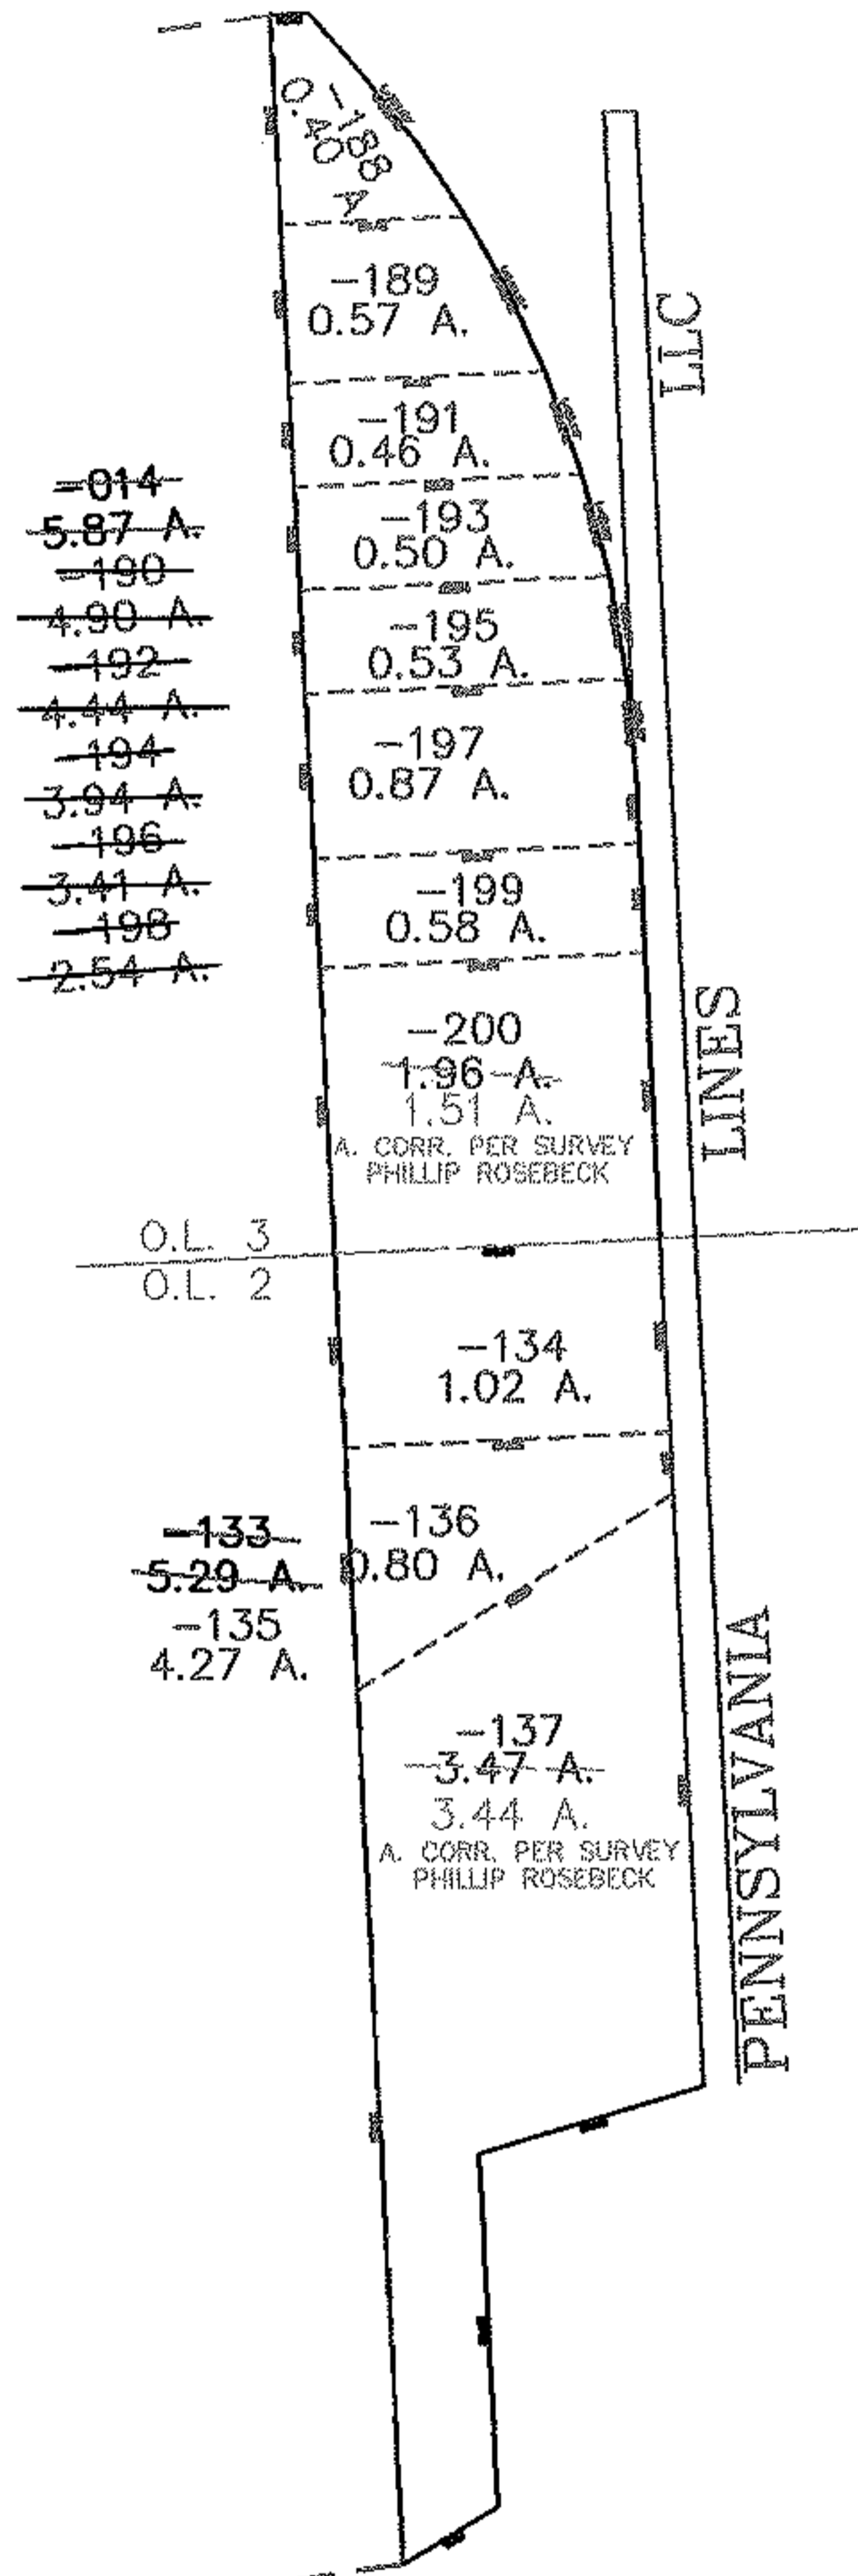 -188
0.40 A
-189
0.57 A.
-191
0.46 A.
-193
0.50 A.
-195
0.53 A.
-197
0.87 A.
-199
0.58 A.
-200
1.96 A.
1.51 A.
A. CORR. PER SURVEY
PHILLIP ROSEBECK
-014
5.87 A.
-190
4.90 A.
-192
4.44 A.
-194
3.94 A.
-196
3.41 A.
-198
2.54 A.
O.L. 3
O.L. 2
-134
1.02 A.
-136
0.80 A.
-133
5.29 A.
-135
4.27 A.
-137
3.47 A.
3.44 A.
A. CORR. PER SURVEY
PHILLIP ROSEBECK
PENNSYLVANIA LINES LLC